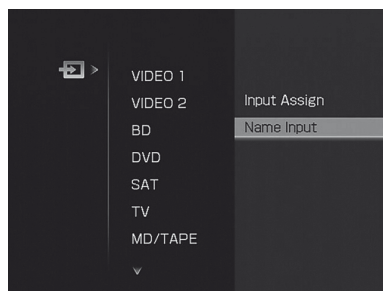 VIDEO 1
VIDEO 2
Input Assign
BD
Name Input
DVD
SAT
TV
MD/TAPE